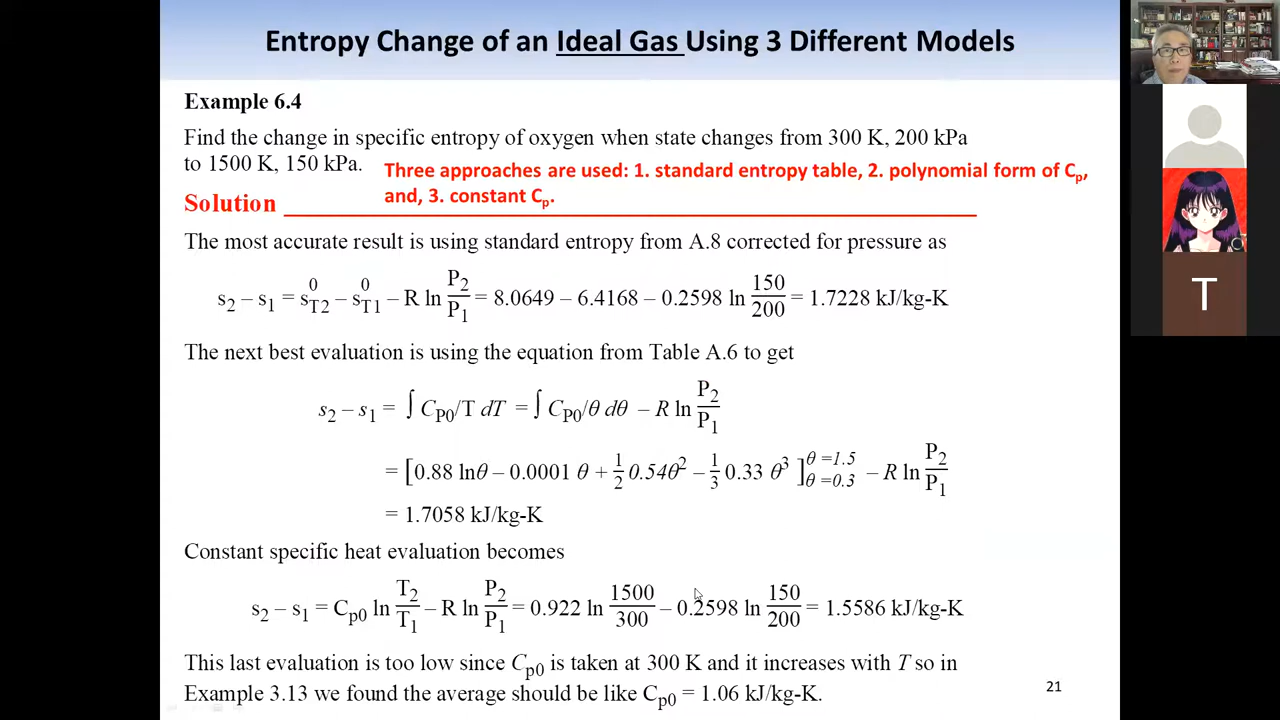 Entropy Change of an Ideal Gas Using 3 Different Models
Example 6.4
Find the change in specific entropy of oxygen when state changes from 300 K, 200 kPa
to 1500 K, 150 kPa.
Three approaches are used: 1. standard entropy table, 2. polynomial form of Cp,
and, 3. constant Cp.
Solution
The most accurate result is using standard entropy from A.8 corrected for pressure as
s2 – s1 = s0T2 – s0T1 – R ln P2/P1 = 8.0649 – 6.4168 – 0.2598 ln 150/200 = 1.7228 kJ/kg-K
The next best evaluation is using the equation from Table A.6 to get
s2 – s1 = ∫ CP0/T dT = ∫ CP0/θ dθ – R ln P2/P1
= [0.88 lnθ – 0.0001 θ + 1/2 0.54θ² – 1/3 0.33 θ³ ] θ =1.5 θ =0.3 – R ln P2/P1
= 1.7058 kJ/kg-K
Constant specific heat evaluation becomes
s2 – s1 = Cp0 ln T2/T1 – R ln P2/P1 = 0.922 ln 1500/300 – 0.2598 ln 150/200 = 1.5586 kJ/kg-K
This last evaluation is too low since Cp0 is taken at 300 K and it increases with T so in
Example 3.13 we found the average should be like Cp0 = 1.06 kJ/kg-K.
21
T